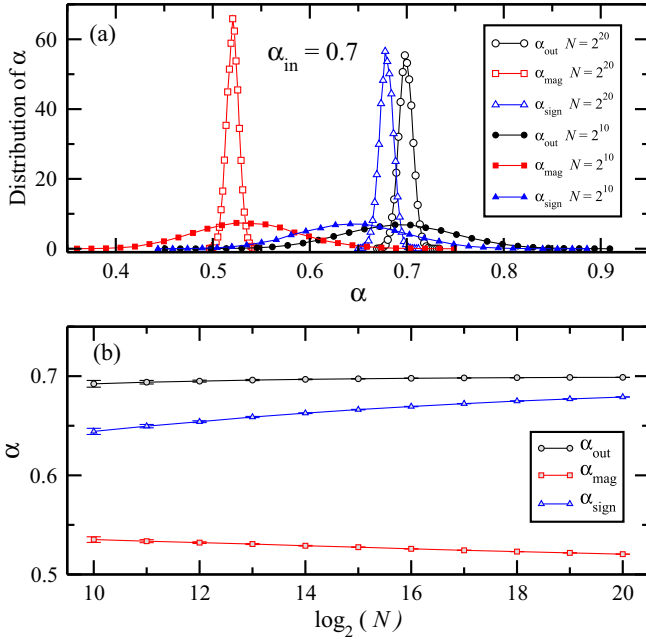 (a)
α_in = 0.7
Distribution of α
60
40
20
0
α_out N = 2^20
α_mag N = 2^20
α_sign N = 2^20
α_out N = 2^10
α_mag N = 2^10
α_sign N = 2^10
0.4 0.5 0.6 0.7 0.8 0.9
α
(b)
α
0.7
0.6
0.5
α_out
α_mag
α_sign
10 12 14 16 18 20
log_2 (N)